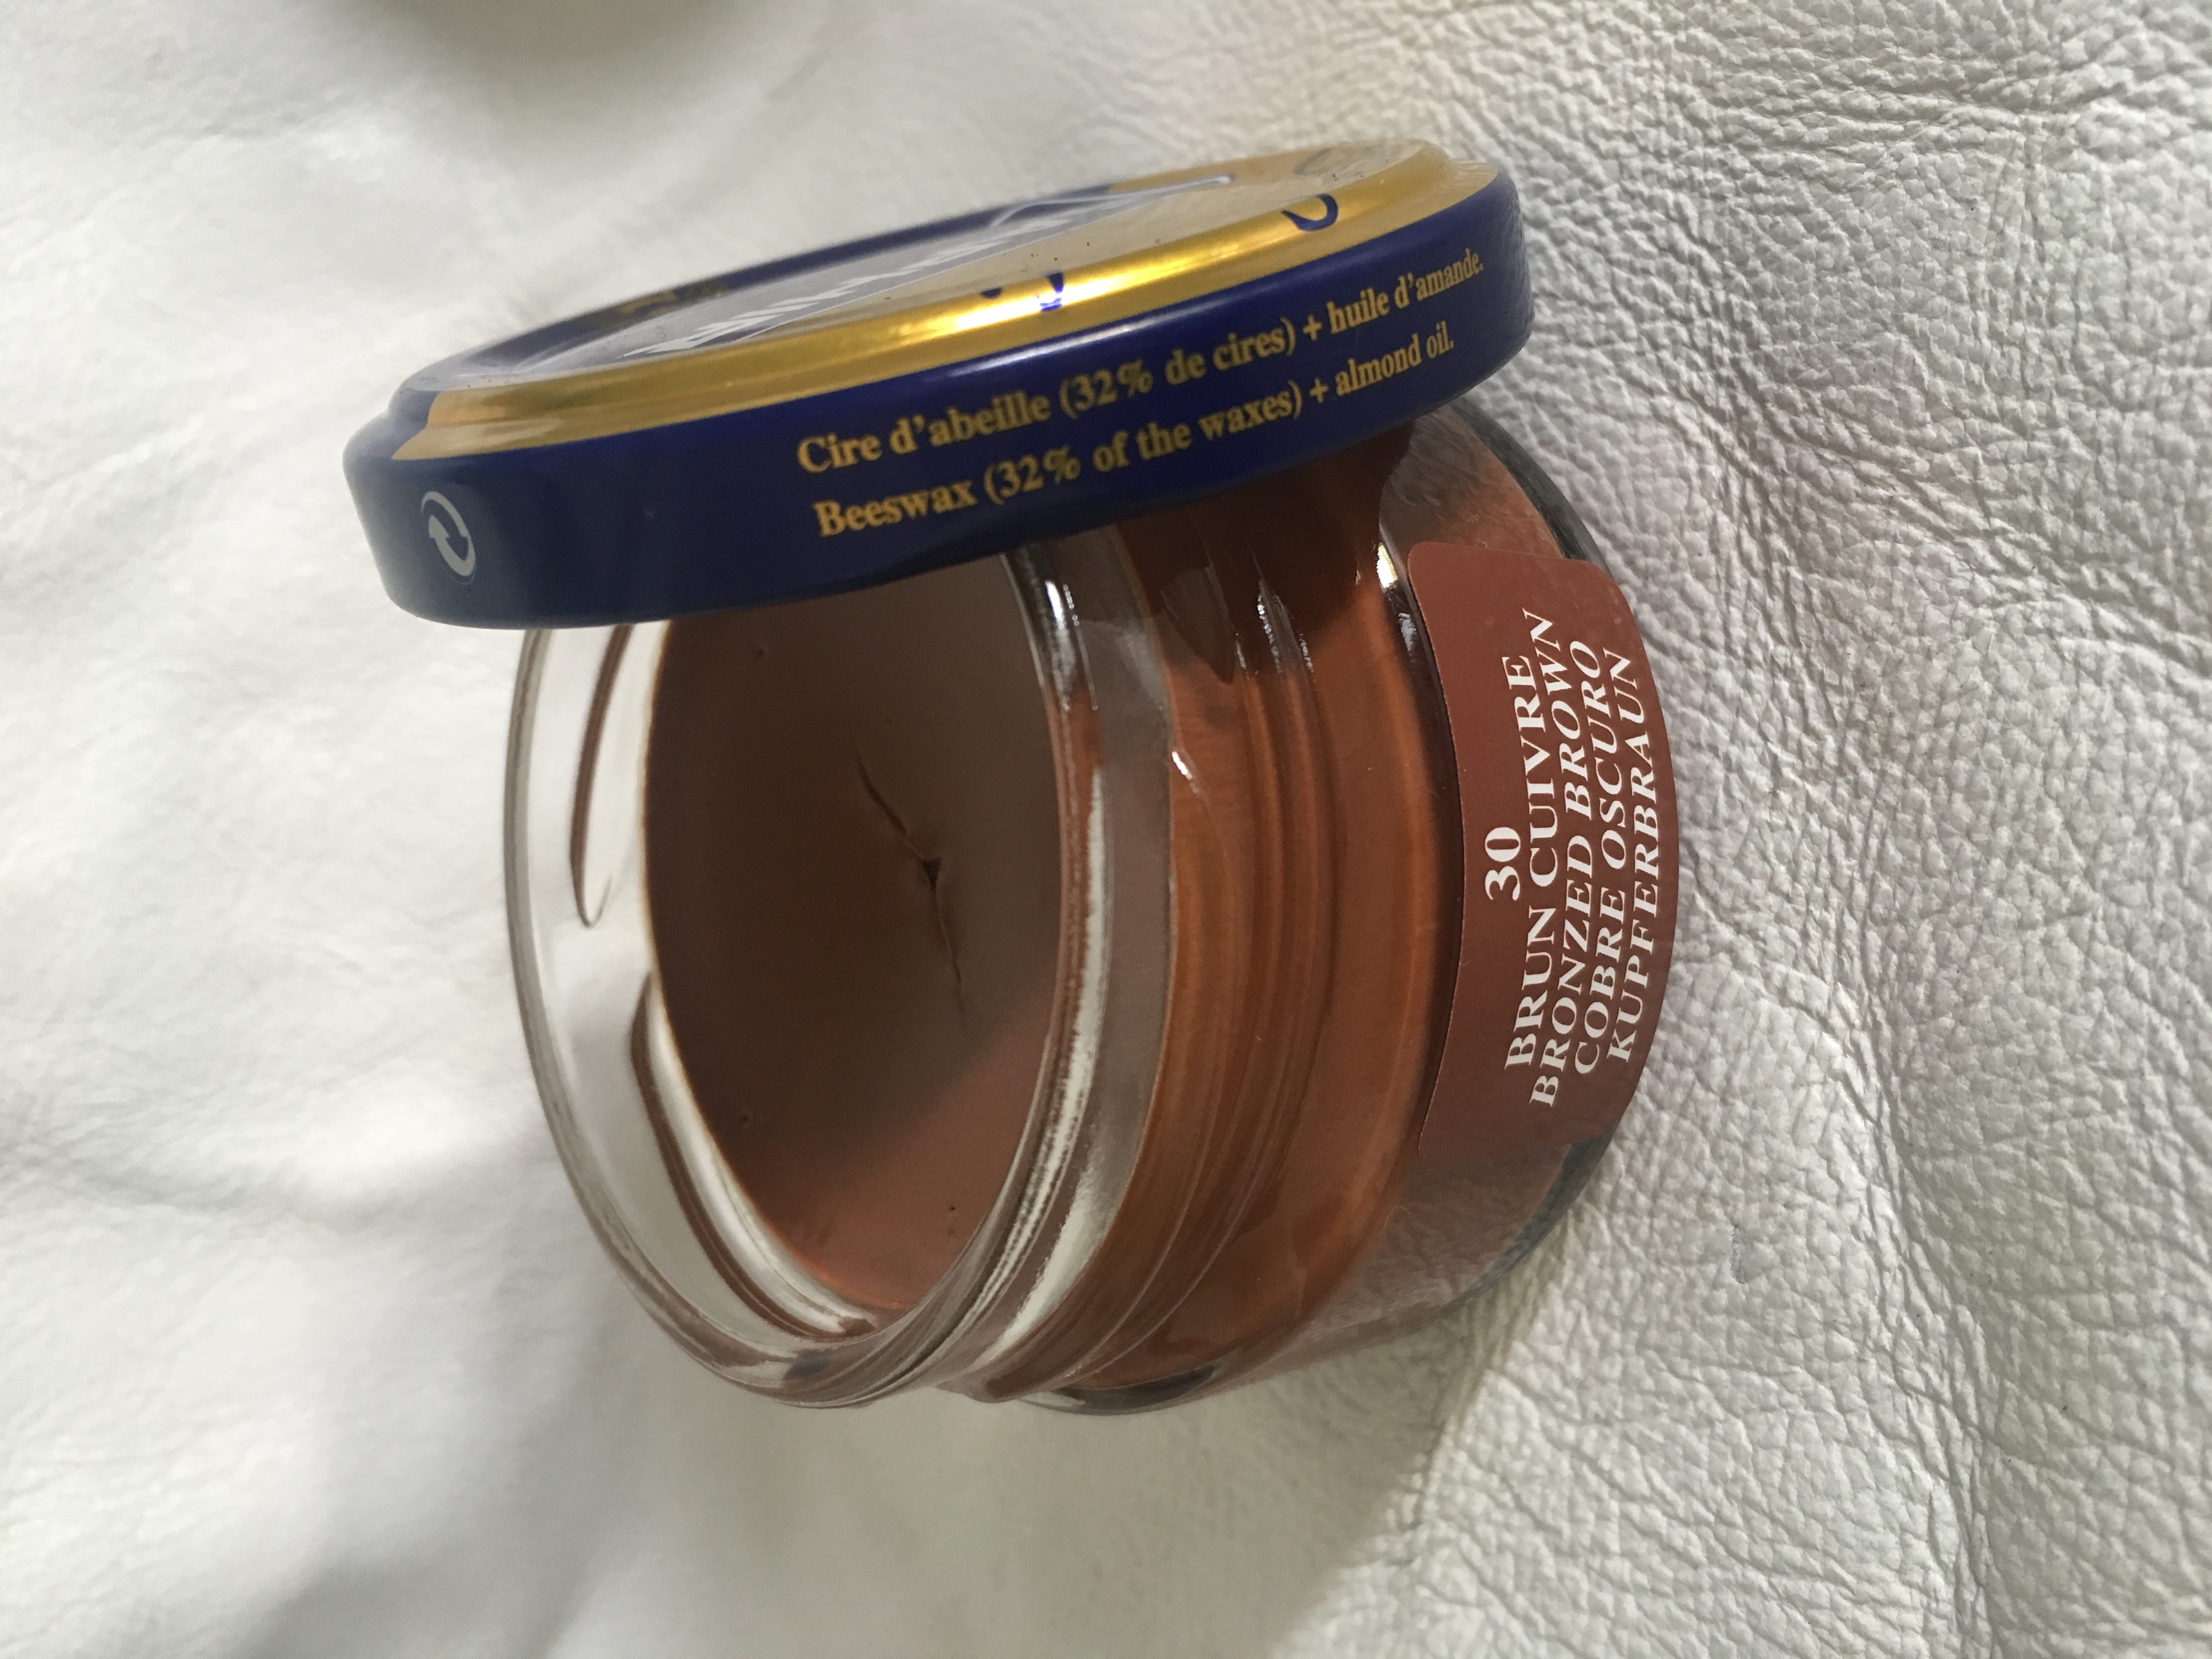 Cire d'abeille (32% de cires) + huile d'amande.
Beeswax (32% of the waxes) + almond oil.
30
BRUN CUIVRE
BRONZED BROWN
COBRE OSCURO
KUPFERBRAUN